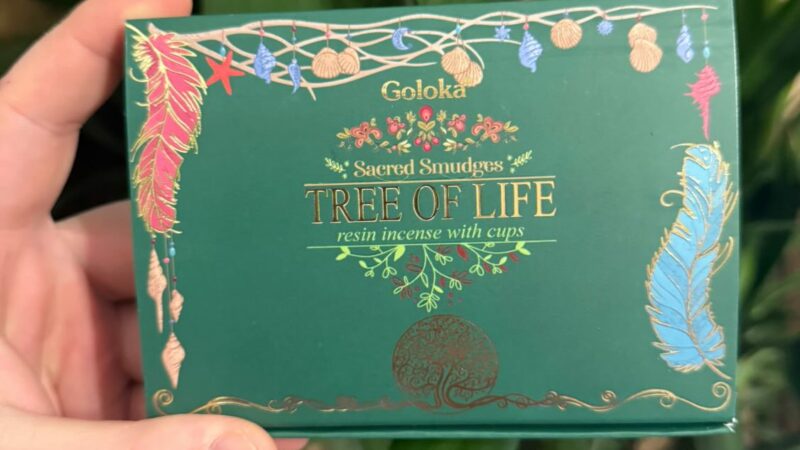 Goloka
Sacred Smudges
TREE OF LIFE
resin incense with cups